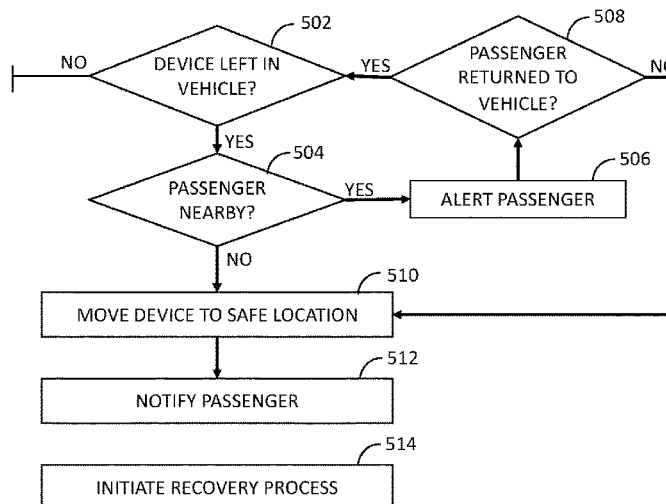 502
508
NO
DEVICE LEFT IN
VEHICLE?
YES
PASSENGER
RETURNED TO
VEHICLE?
NO
YES
504
506
PASSENGER
NEARBY?
YES
ALERT PASSENGER
NO
510
MOVE DEVICE TO SAFE LOCATION
512
NOTIFY PASSENGER
514
INITIATE RECOVERY PROCESS